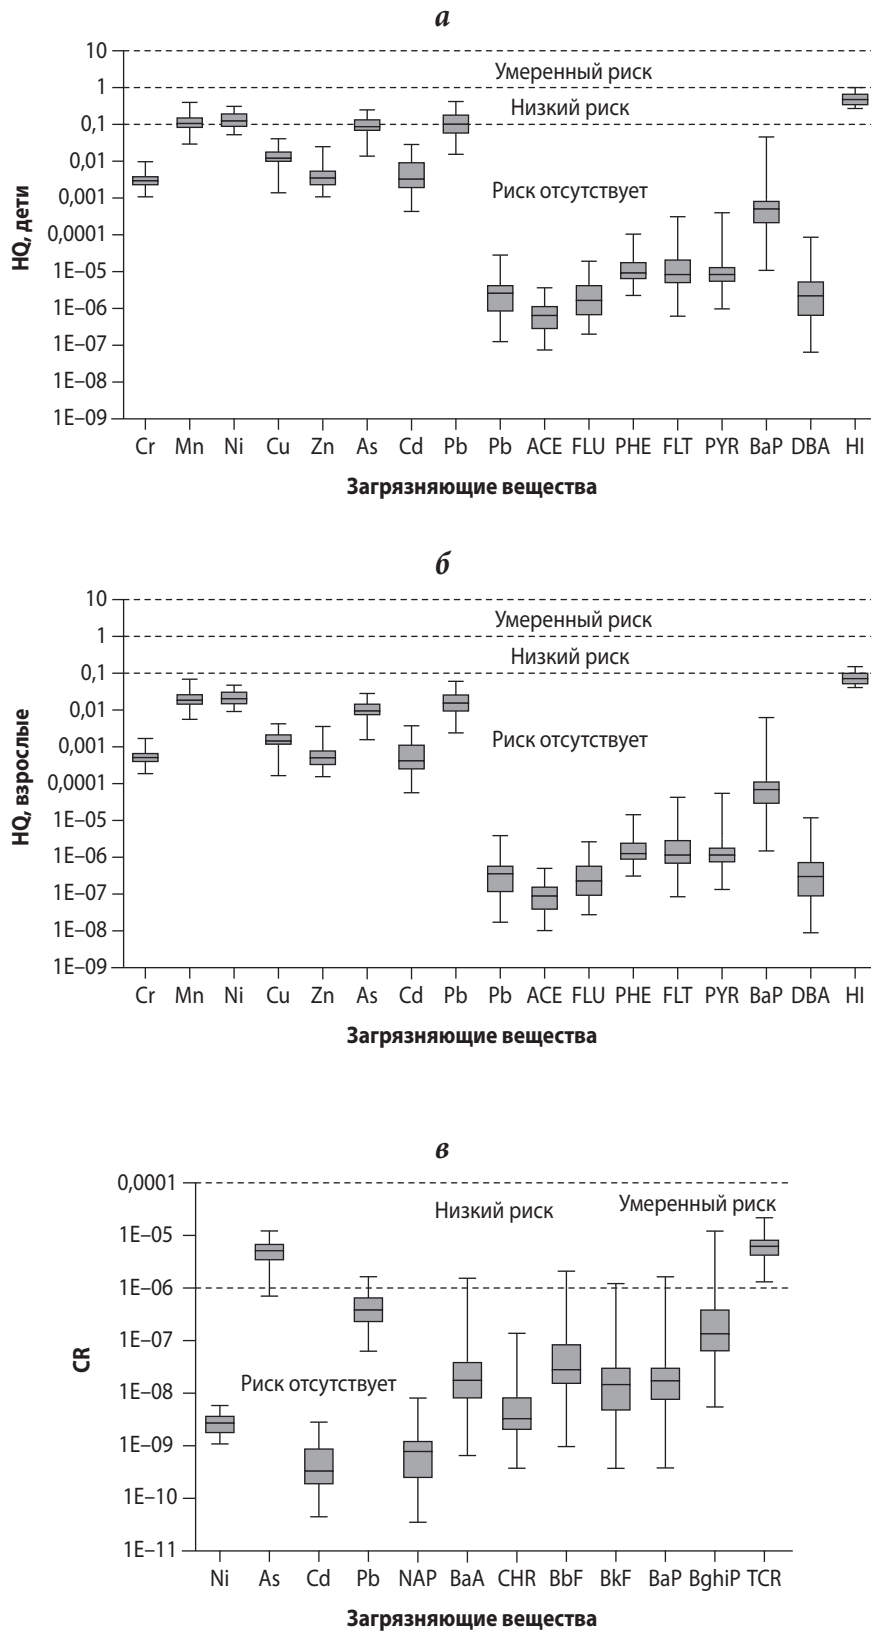 а
10
1
0,1
0,01
0,001
0,0001
1E–05
1E–06
1E–07
1E–08
1E–09
HQ, дети
Умеренный риск
Низкий риск
Риск отсутствует
Cr Mn Ni Cu Zn As Cd Pb Pb ACE FLU PHE FLT PYR BaP DBA HI
Загрязняющие вещества
б
10
1
0,1
0,01
0,001
0,0001
1E–05
1E–06
1E–07
1E–08
1E–09
HQ, взрослые
Умеренный риск
Низкий риск
Риск отсутствует
Cr Mn Ni Cu Zn As Cd Pb Pb ACE FLU PHE FLT PYR BaP DBA HI
Загрязняющие вещества
в
0,0001
1E–05
1E–06
1E–07
1E–08
1E–09
1E–10
1E–11
CR
Умеренный риск
Низкий риск
Риск отсутствует
Ni As Cd Pb NAP BaA CHR BbF BkF BaP BghiP TCR
Загрязняющие вещества